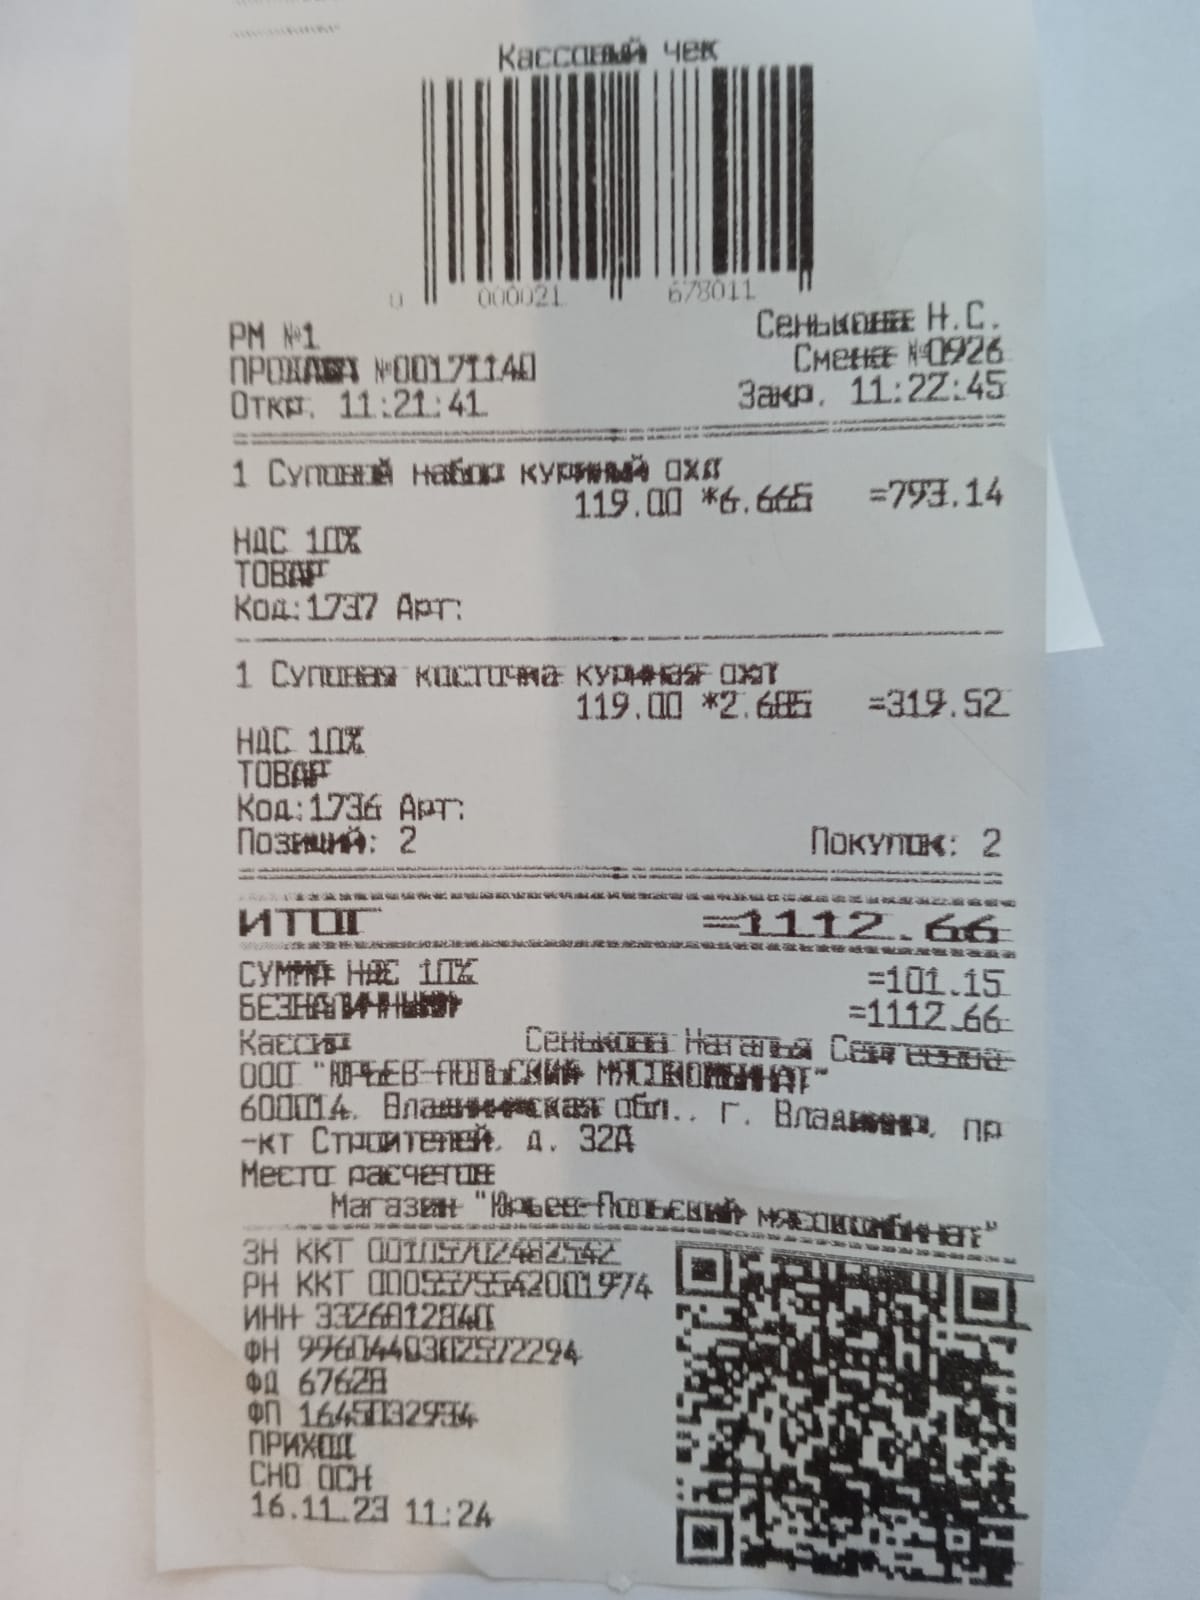 Кассовый чек
0 000021 678011
РМ №1 Сенькова Н.С.
ПРОДАЖА №00171140 Смена №0926
Откр. 11:21:41 Закр. 11:22:45
1 Суповой набор куриный охл
119.00 *6.665 =793.14
НДС 10%
ТОВАР
Код:1737 Арт:
1 Суповая косточка куриная охл
119.00 *2.685 =319.52
НДС 10%
ТОВАР
Код:1736 Арт:
Позиций: 2 Покупок: 2
ИТОГ =1112.66
СУММА НДС 10% =101.15
БЕЗНАЛИЧНЫМИ =1112.66
Кассир Сенькова Наталья Сергеевна
ООО "ЮРЬЕВ-ПОЛЬСКИЙ МЯСОКОМБИНАТ"
600014, Владимирская обл., г. Владимир, пр
-кт Строителей, д. 32А
Место расчетов
Магазин "Юрьев-Польский мясокомбинат"
ЗН ККТ 00105702482542
РН ККТ 0005575542001974
ИНН 3326012840
ФН 9960440302572294
ФД 67628
ФП 1645032934
ПРИХОД
СНО ОСН
16.11.23 11:24